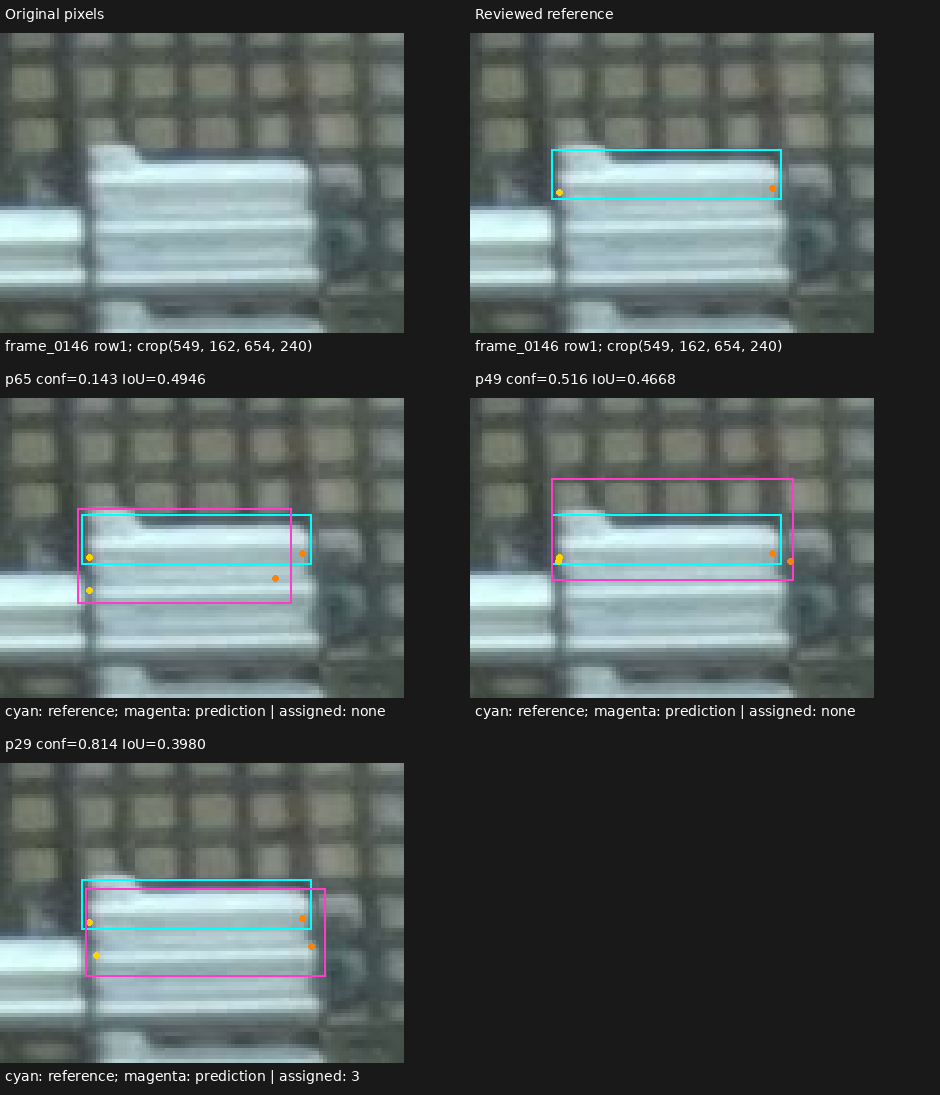 Original pixels
Reviewed reference
frame_0146 row1; crop(549, 162, 654, 240)
frame_0146 row1; crop(549, 162, 654, 240)
p65 conf=0.143 IoU=0.4946
p49 conf=0.516 IoU=0.4668
cyan: reference; magenta: prediction | assigned: none
cyan: reference; magenta: prediction | assigned: none
p29 conf=0.814 IoU=0.3980
cyan: reference; magenta: prediction | assigned: 3